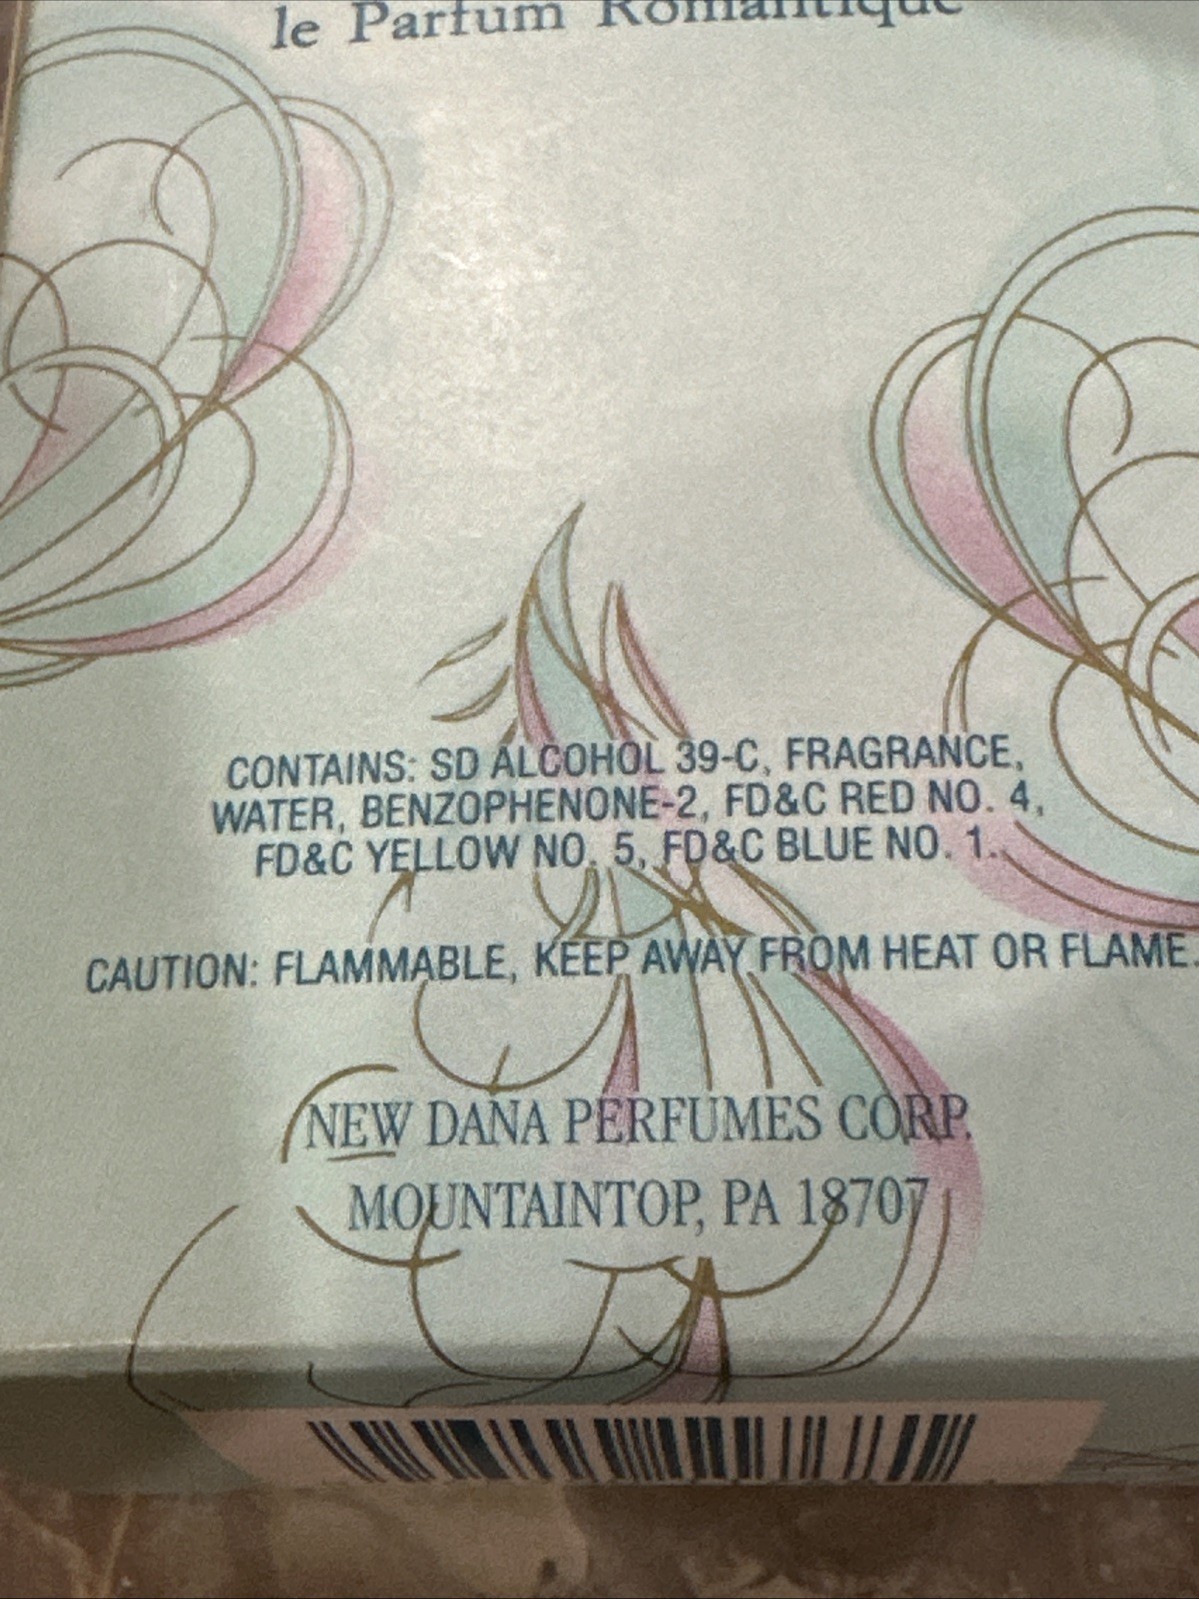 le Parfum Romantique
CONTAINS: SD ALCOHOL 39-C, FRAGRANCE,
WATER, BENZOPHENONE-2, FD&C RED NO. 4,
FD&C YELLOW NO. 5, FD&C BLUE NO. 1.
CAUTION: FLAMMABLE, KEEP AWAY FROM HEAT OR FLAME.
NEW DANA PERFUMES CORP.
MOUNTAINTOP, PA 18707